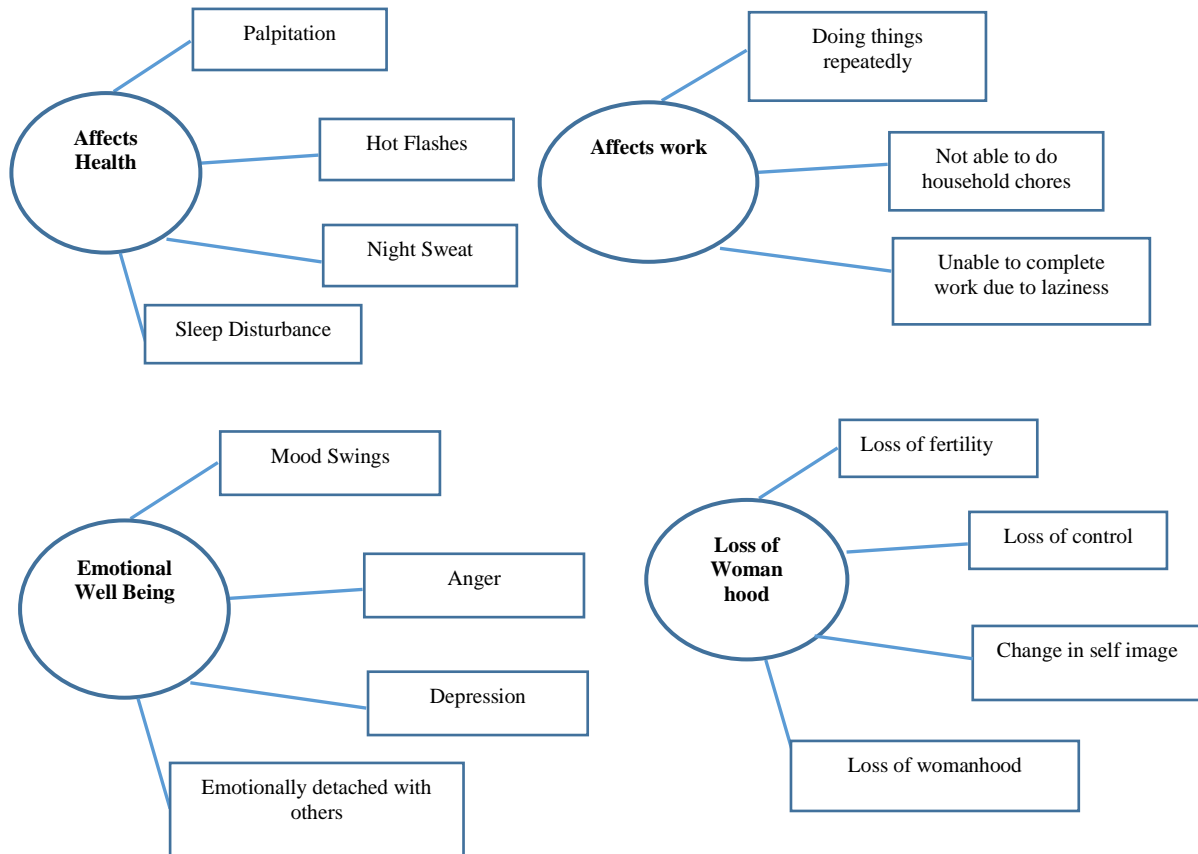 Affects
Health
Palpitation
Hot Flashes
Night Sweat
Sleep Disturbance
Affects work
Doing things
repeatedly
Not able to do
household chores
Unable to complete
work due to laziness
Emotional
Well Being
Mood Swings
Anger
Depression
Emotionally detached with
others
Loss of
Woman
hood
Loss of fertility
Loss of control
Change in self image
Loss of womanhood